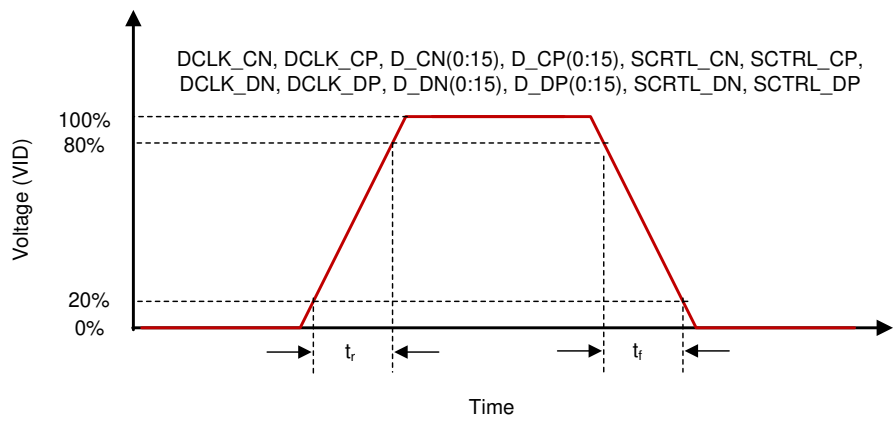 DCLK_CN, DCLK_CP, D_CN(0:15), D_CP(0:15), SCRTL_CN, SCTRL_CP,
DCLK_DN, DCLK_DP, D_DN(0:15), D_DP(0:15), SCRTL_DN, SCTRL_DP
100%
80%
Voltage (VID)
20%
0%
tr
tf
Time